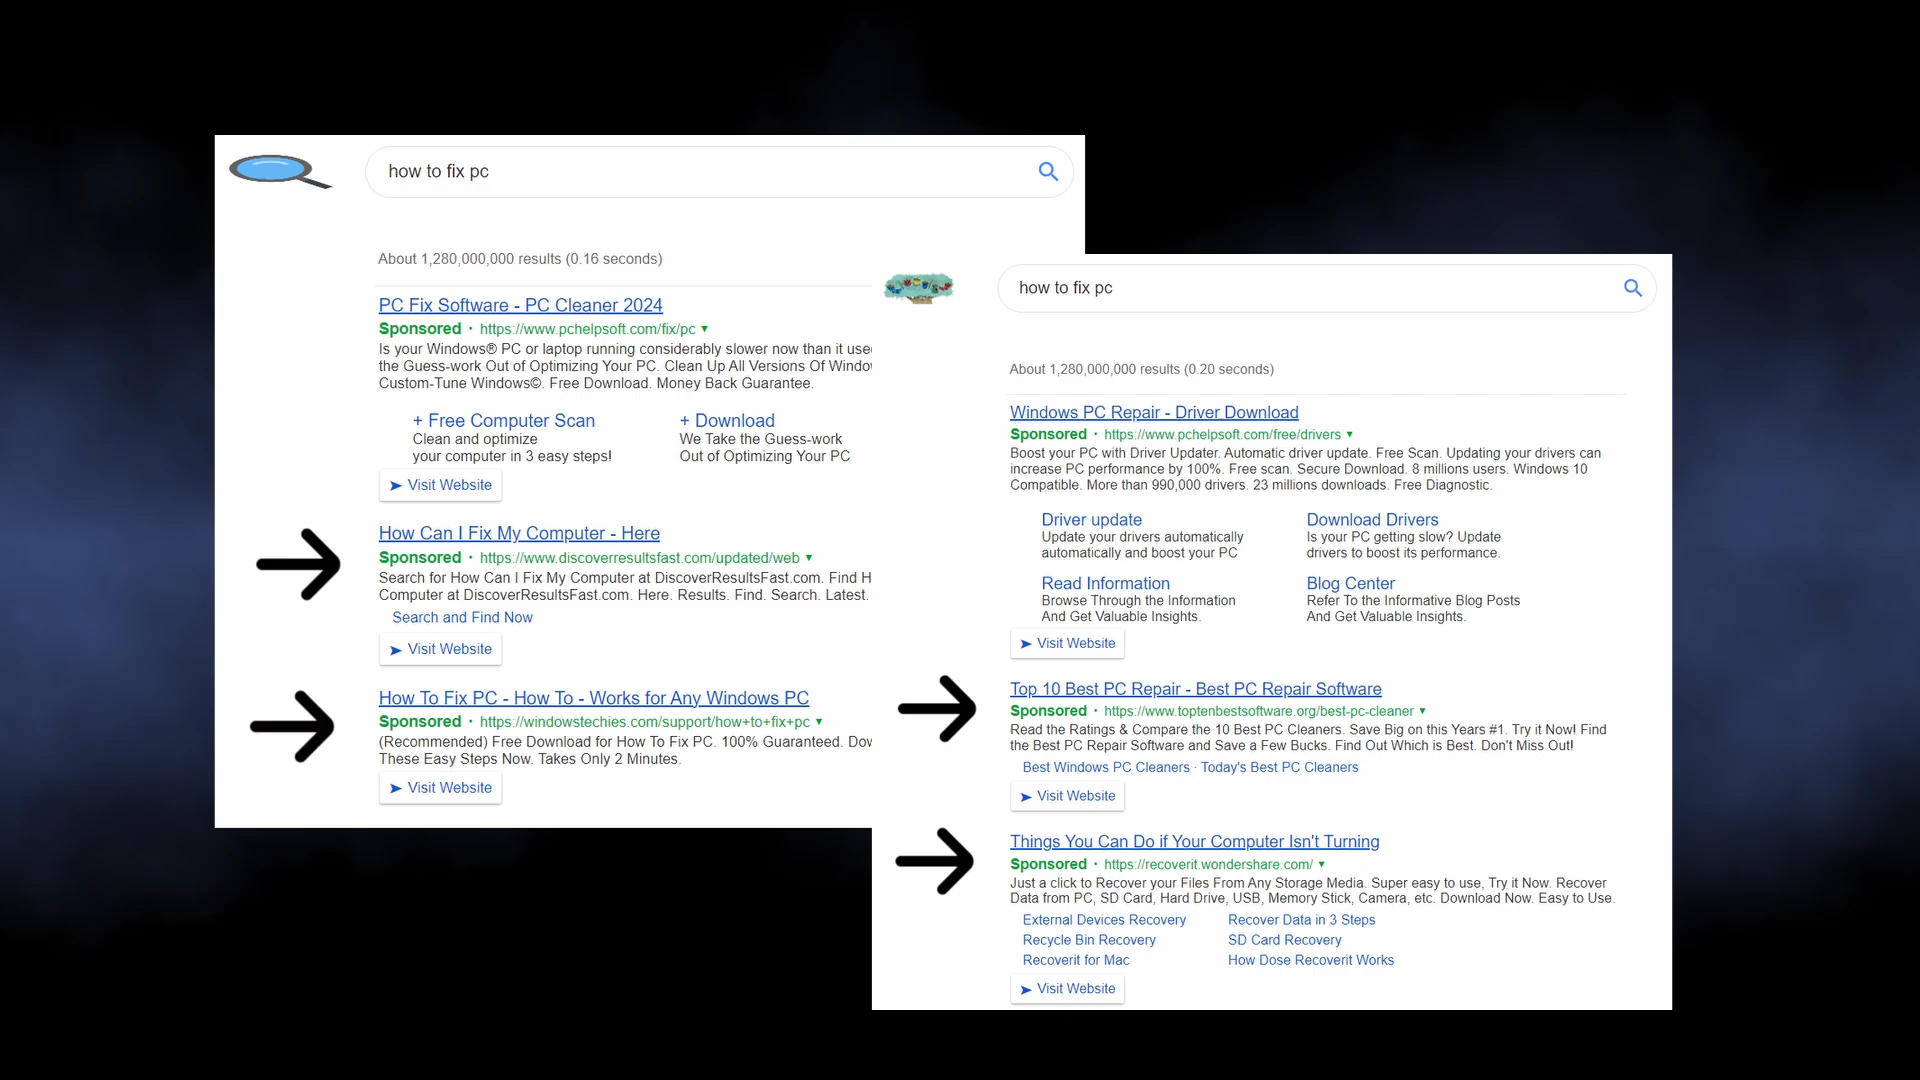 how to fix pc
About 1,280,000,000 results (0.16 seconds)
PC Fix Software - PC Cleaner 2024
Sponsored · https://www.pchelpsoft.com/fix/pc ▼
Is your Windows® PC or laptop running considerably slower now than it
the Guess-work Out of Optimizing Your PC. Clean Up All Versions Of
Custom-Tune Windows©. Free Download. Money Back Guarantee.
+ Free Computer Scan
Clean and optimize
your computer in 3 easy steps!
+ Download
We Take the Guess-work
Out of Optimizing Your PC
➤ Visit Website
How Can I Fix My Computer - Here
Sponsored · https://www.discoverresultsfast.com/updated/web ▼
Search for How Can I Fix My Computer at DiscoverResultsFast.com. Find H
Computer at DiscoverResultsFast.com. Here. Results. Find. Search. Latest.
Search and Find Now
➤ Visit Website
How To Fix PC - How To - Works for Any Windows PC
Sponsored · https://windowstechies.com/support/how+to+fix+pc ▼
(Recommended) Free Download for How To Fix PC. 100% Guaranteed.
These Easy Steps Now. Takes Only 2 Minutes.
➤ Visit Website
how to fix pc
About 1,280,000,000 results (0.20 seconds)
Windows PC Repair - Driver Download
Sponsored · https://www.pchelpsoft.com/free/drivers ▼
Boost your PC with Driver Updater. Automatic driver update. Free Scan. Updating your drivers can
increase PC performance by 100%. Free scan. Secure Download. 8 millions users. Windows 10
Compatible. More than 990,000 drivers. 23 millions downloads. Free Diagnostic.
Driver update
Update your drivers automatically
automatically and boost your PC
Download Drivers
Is your PC getting slow? Update
drivers to boost its performance.
Read Information
Browse Through the Information
And Get Valuable Insights.
Blog Center
Refer To the Informative Blog Posts
And Get Valuable Insights.
➤ Visit Website
Top 10 Best PC Repair - Best PC Repair Software
Sponsored · https://www.toptenbestsoftware.org/best-pc-cleaner ▼
Read the Ratings & Compare the 10 Best PC Cleaners. Save Big on this Years #1. Try it Now! Find
the Best PC Repair Software and Save a Few Bucks. Find Out Which is Best. Don't Miss Out!
Best Windows PC Cleaners · Today's Best PC Cleaners
➤ Visit Website
Things You Can Do if Your Computer Isn't Turning
Sponsored · https://recoverit.wondershare.com/ ▼
Just a click to Recover your Files From Any Storage Media. Super easy to use, Try it Now. Recover
Data from PC, SD Card, Hard Drive, USB, Memory Stick, Camera, etc. Download Now. Easy to Use.
External Devices Recovery
Recover Data in 3 Steps
Recycle Bin Recovery
SD Card Recovery
Recoverit for Mac
How Dose Recoverit Works
➤ Visit Website